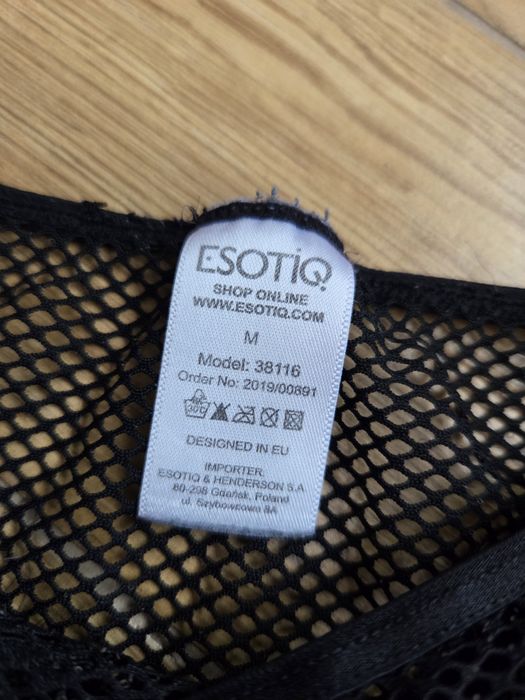 ESOTIQ
SHOP ONLINE
WWW.ESOTIQ.COM
M
Model: 38116
Order No: 2019/00891
30°
DESIGNED IN EU
IMPORTER:
ESOTIQ & HENDERSON S.A
80-298 Gdańsk, Poland
ul. Szybowcowa 8A